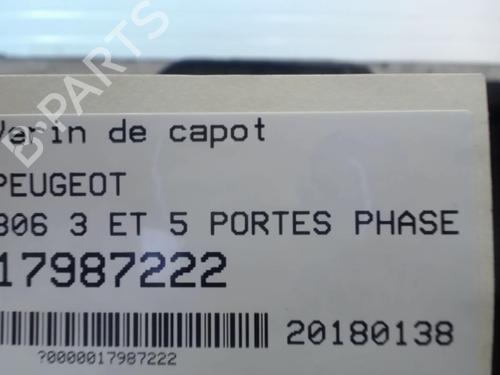 B-PARTS
Verin de capot
PEUGEOT
306 3 ET 5 PORTES PHASE
17987222
20180138
?0000017987222